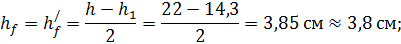 h_f = h_f^/ = (h − h_1)/2 = (22 − 14,3)/2 = 3,85 см ≈ 3,8 см;